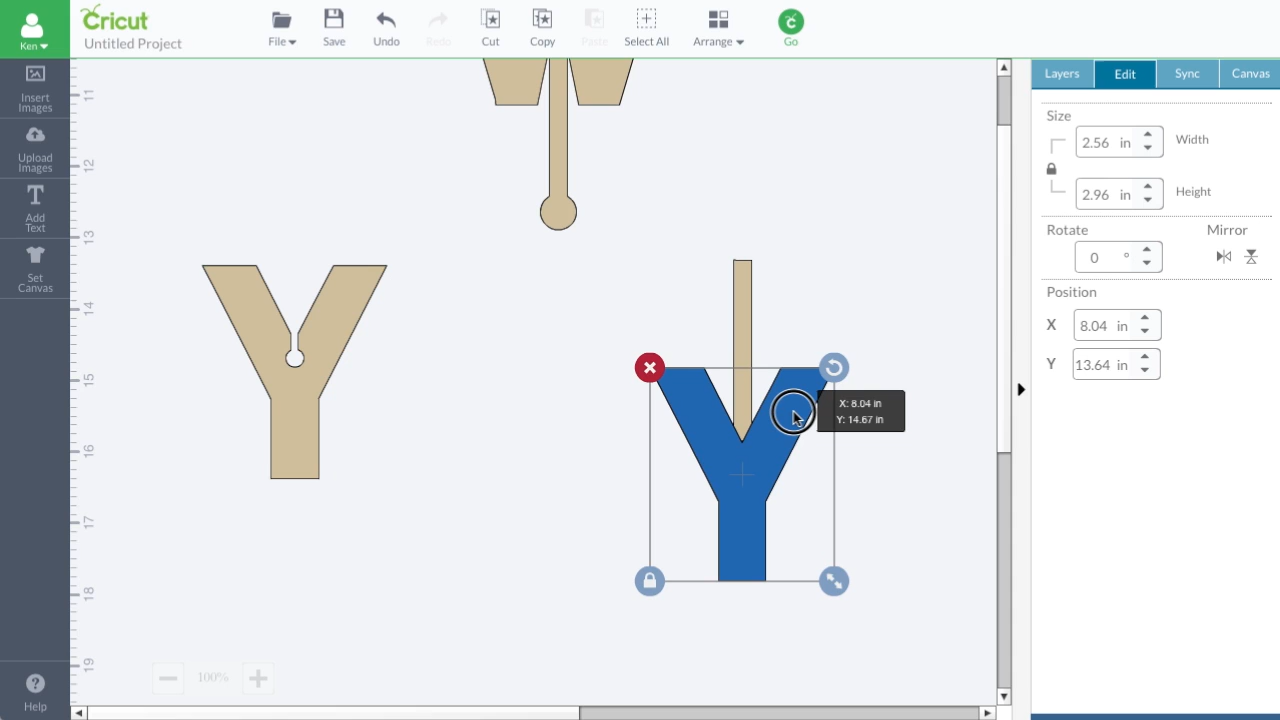 Ken
Cricut
Untitled Project
File
Save
Undo
Redo
Cut
Copy
Paste
Select All
Arrange
Go
Insert
Images
Upload
Images
Add
Text
Set
Canvas
Help
11
12
13
14
15
16
17
18
19
Y
Y
X: 8.04 in
100%
Layers
Edit
Sync
Canvas
Size
2.56 in
Width
2.96 in
Height
Rotate
Mirror
0 °
Position
X
8.04 in
Y
13.64 in